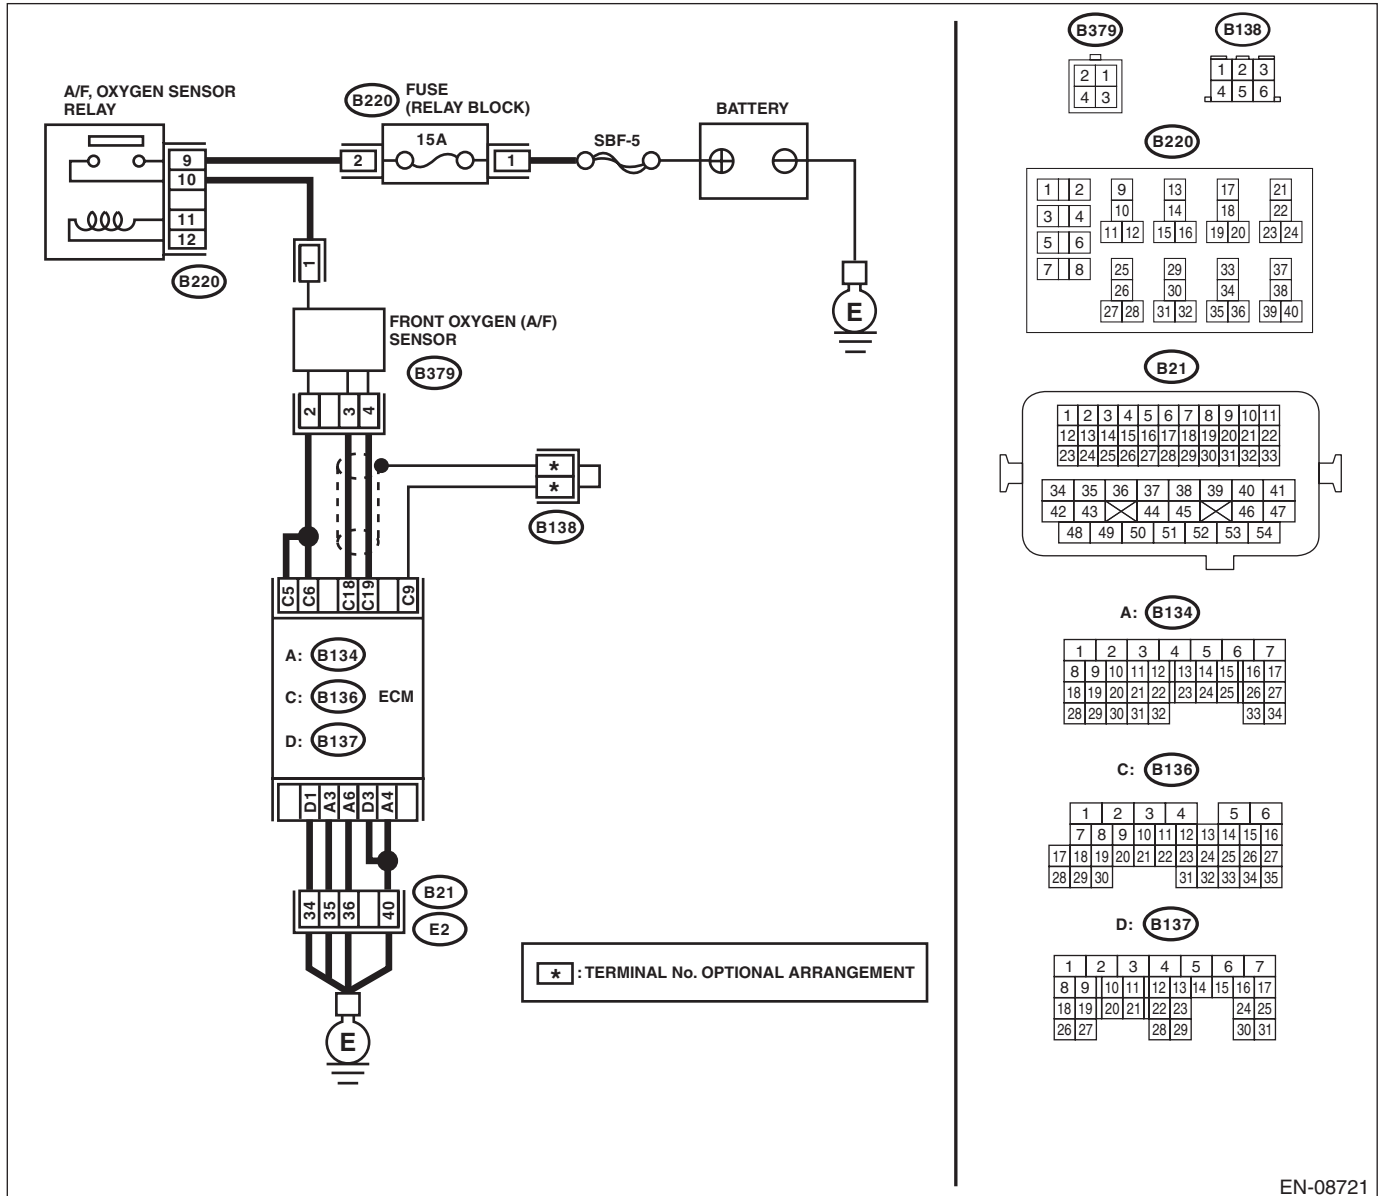 A/F, OXYGEN SENSOR
RELAY
B220
FUSE
(RELAY BLOCK)
15A
SBF-5
BATTERY
9
10
11
12
2
1
B220
1
E
FRONT OXYGEN (A/F)
SENSOR
B379
2 3 4
*
*
B138
C5 C6 C18 C19 C9
A: B134
C: B136 ECM
D: B137
D1 A3 A6 D3 A4
34 35 36 40
B21
E2
E
* : TERMINAL No. OPTIONAL ARRANGEMENT
B379
2 1
4 3
B138
1 2 3
4 5 6
B220
1 2 9 13 17 21
3 4 10 14 18 22
5 6 11 12 15 16 19 20 23 24
7 8 25 29 33 37
26 30 34 38
27 28 31 32 35 36 39 40
B21
1 2 3 4 5 6 7 8 9 10 11
12 13 14 15 16 17 18 19 20 21 22
23 24 25 26 27 28 29 30 31 32 33
34 35 36 37 38 39 40 41
42 43 44 45 46 47
48 49 50 51 52 53 54
A: B134
1 2 3 4 5 6 7
8 9 10 11 12 13 14 15 16 17
18 19 20 21 22 23 24 25 26 27
28 29 30 31 32 33 34
C: B136
1 2 3 4 5 6
7 8 9 10 11 12 13 14 15 16
17 18 19 20 21 22 23 24 25 26 27
28 29 30 31 32 33 34 35
D: B137
1 2 3 4 5 6 7
8 9 10 11 12 13 14 15 16 17
18 19 20 21 22 23 24 25
26 27 28 29 30 31
EN-08721